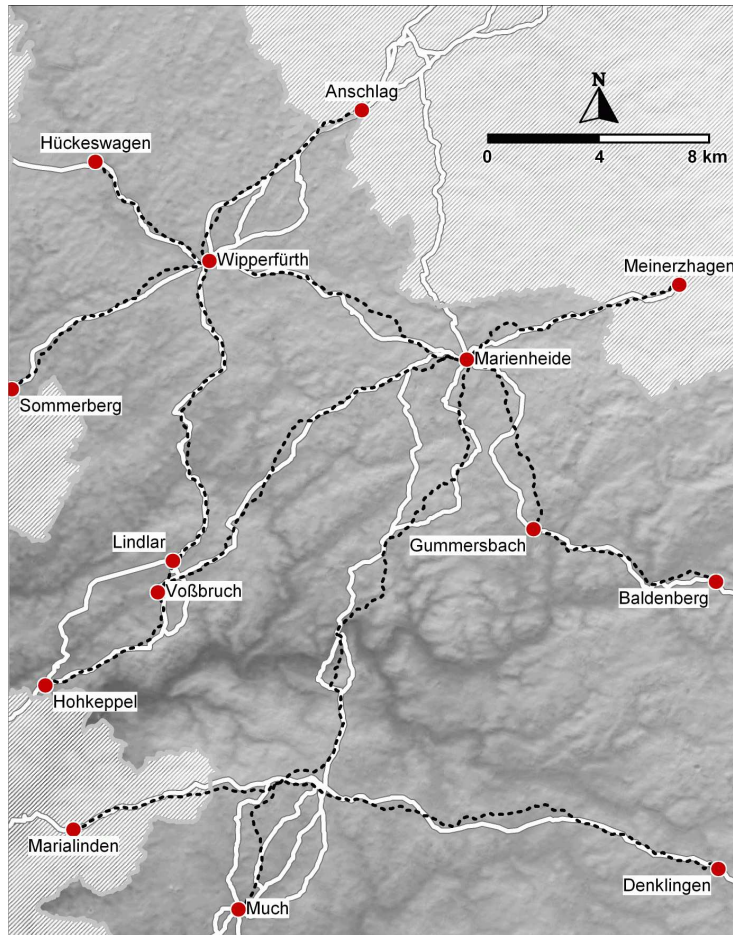 Anschlag
N
Hückeswagen
0 4 8 km
Wipperfürth
Meinerzhagen
Marienheide
Sommerberg
Lindlar
Gummersbach
Voßbruch
Baldenberg
Hohkeppel
Marialinden
Denklingen
Much